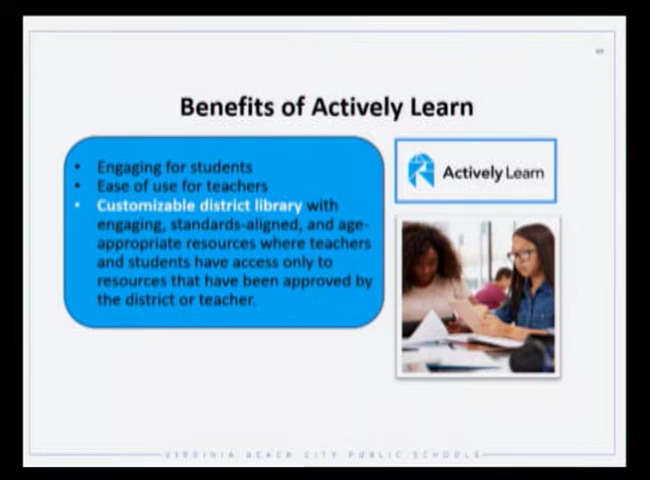 Benefits of Actively Learn
• Engaging for students
• Ease of use for teachers
• Customizable district library with
engaging, standards-aligned, and age-
appropriate resources where teachers
and students have access only to
resources that have been approved by
the district or teacher.
Actively Learn
VIRGINIA BEACH CITY PUBLIC SCHOOLS